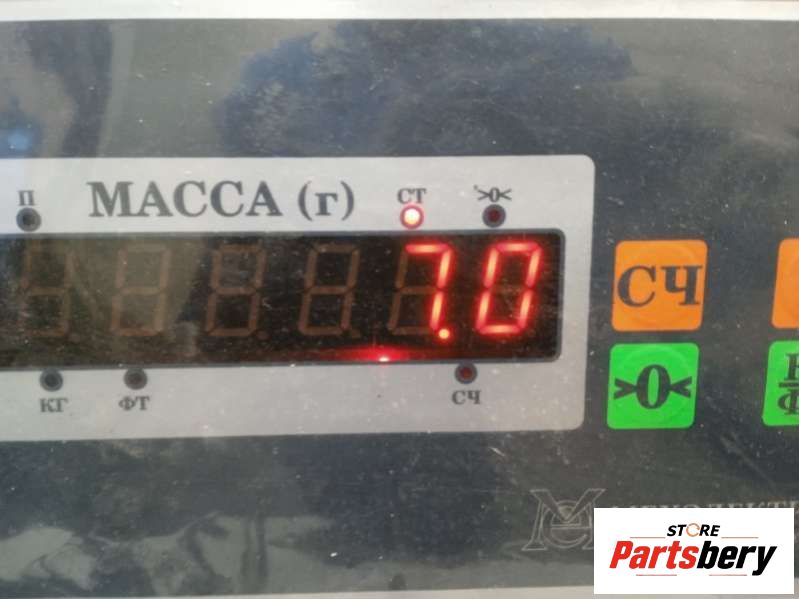 П МАССА (г) СТ >0<
7.0
СЧ
КГ ФТ СЧ
>0<
STORE
Partsbery